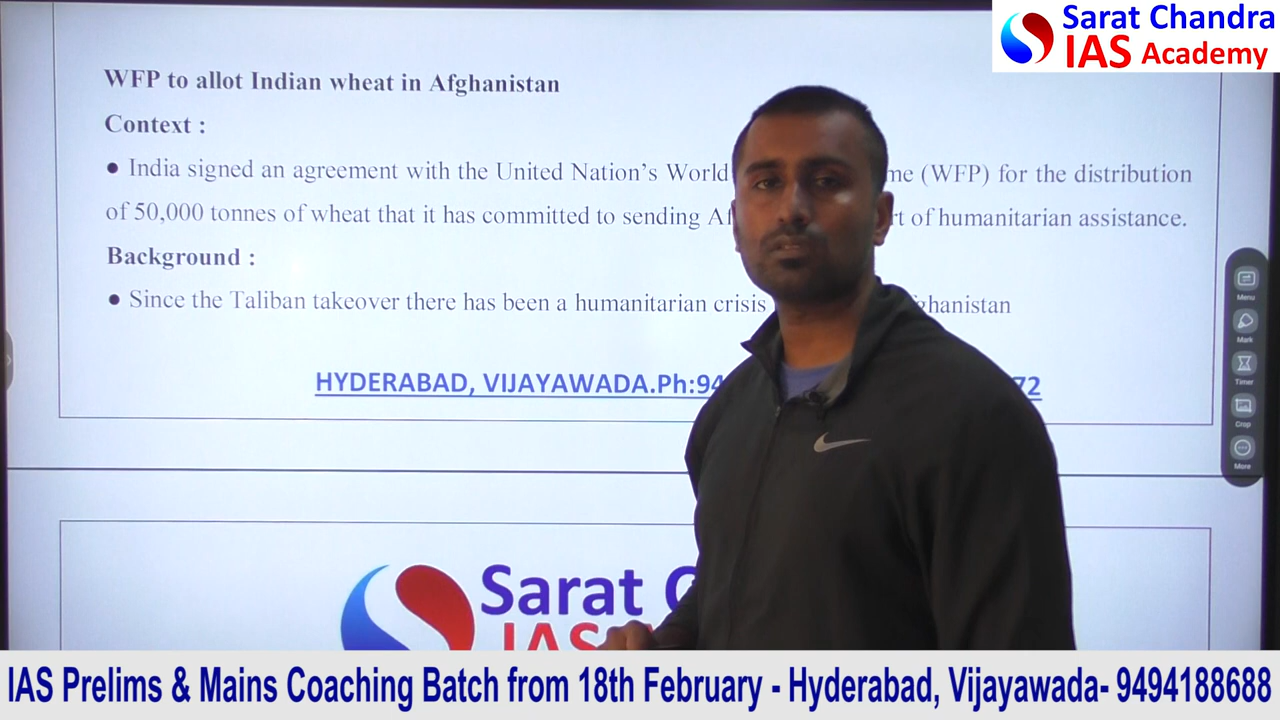 Sarat Chandra
IAS Academy
WFP to allot Indian wheat in Afghanistan
Context :
● India signed an agreement with the United Nation's World me (WFP) for the distribution
of 50,000 tonnes of wheat that it has committed to sending Af rt of humanitarian assistance.
Background :
● Since the Taliban takeover there has been a humanitarian crisis ghanistan
HYDERABAD, VIJAYAWADA.Ph:94 72
Menu
Mark
Timer
Crop
More
Sarat C
IAS
IAS Prelims & Mains Coaching Batch from 18th February - Hyderabad, Vijayawada- 9494188688